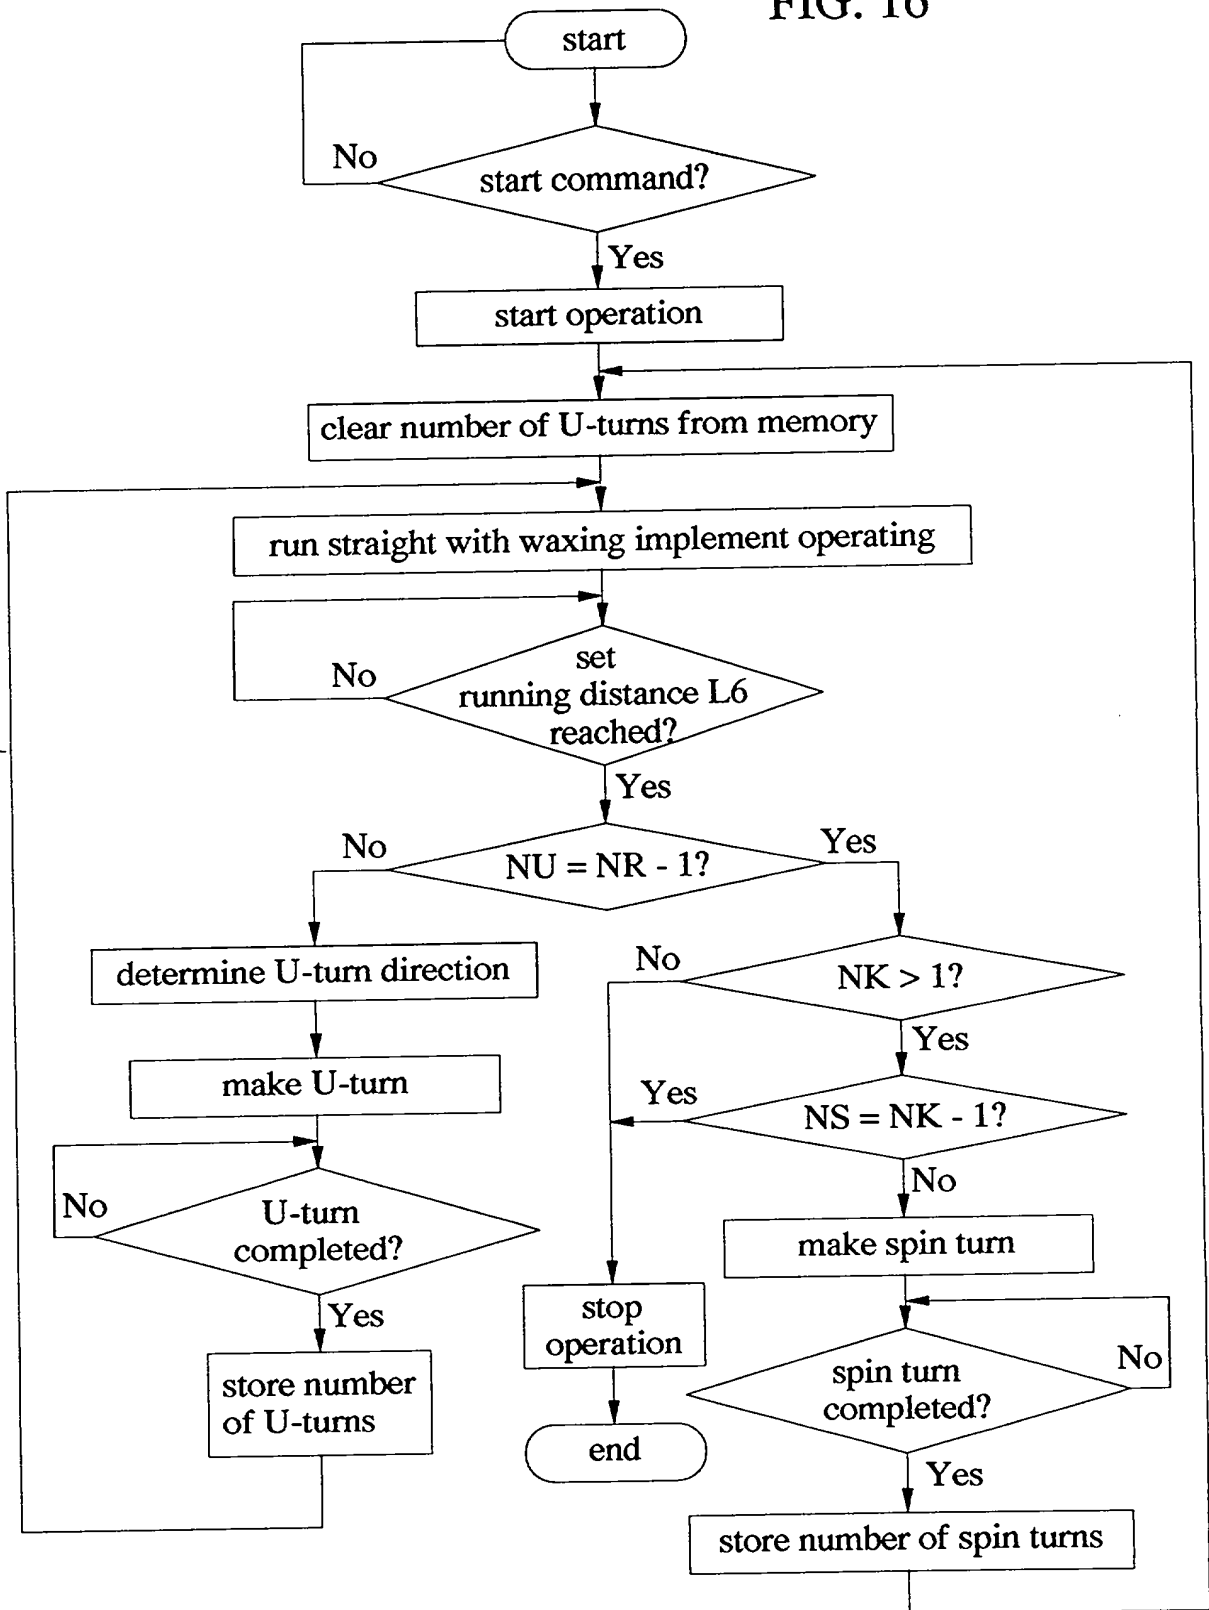 FIG. 16
start
No
start command?
Yes
start operation
clear number of U-turns from memory
run straight with waxing implement operating
No
set
running distance L6
reached?
Yes
No
NU = NR - 1?
Yes
determine U-turn direction
No
NK > 1?
Yes
make U-turn
Yes
NS = NK - 1?
No
No
U-turn
completed?
make spin turn
Yes
stop
operation
No
spin turn
completed?
store number
of U-turns
end
Yes
store number of spin turns